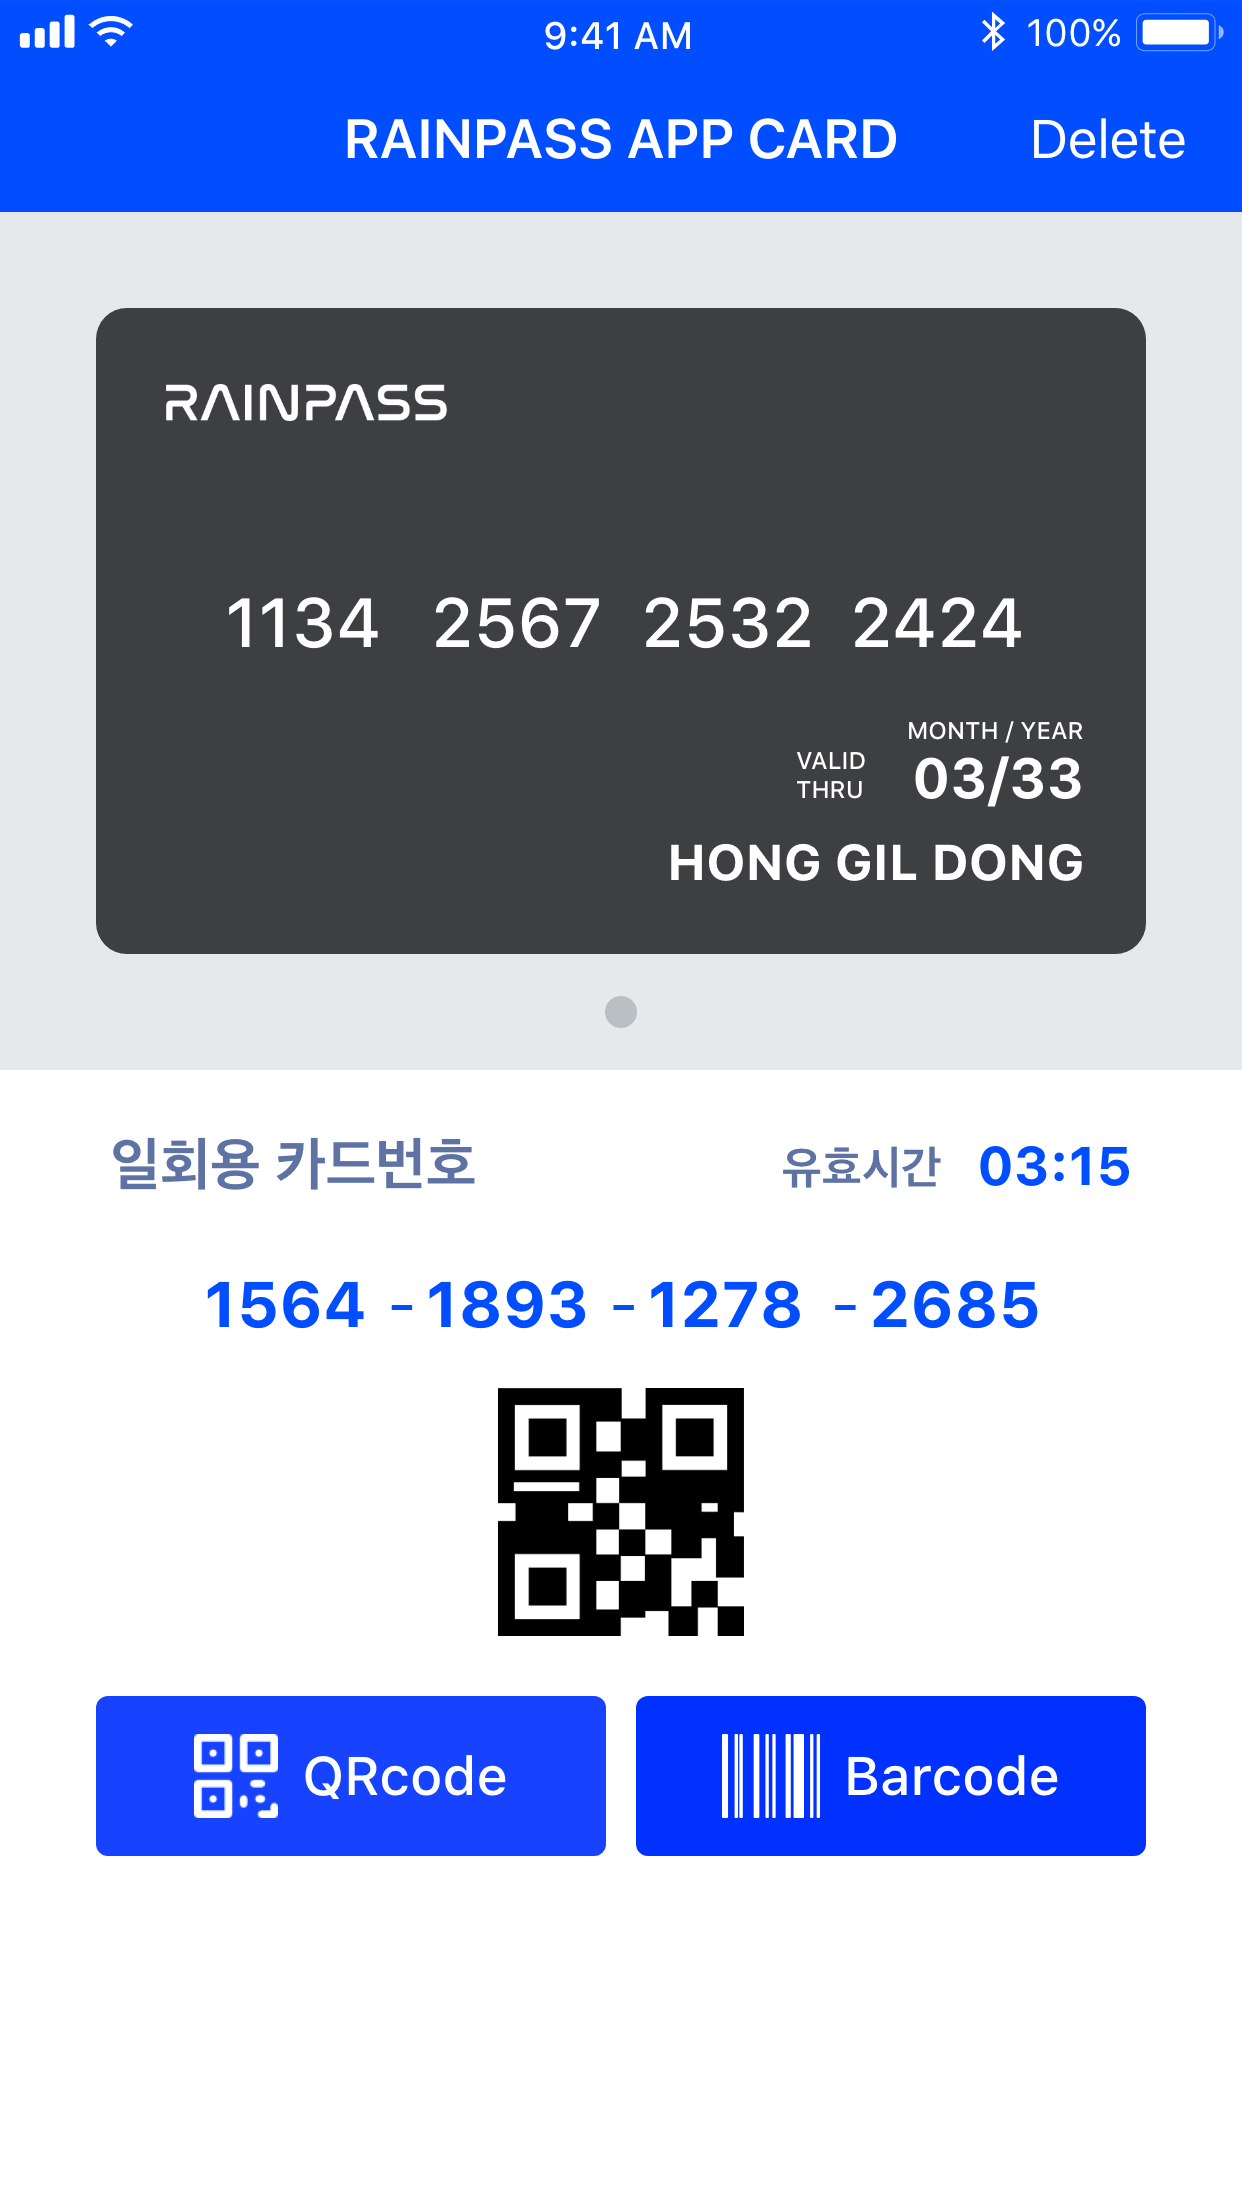 9:41 AM 100%
RAINPASS APP CARD Delete
RAINPASS
1134 2567 2532 2424
MONTH / YEAR
VALID THRU 03/33
HONG GIL DONG
일회용 카드번호 유효시간 03:15
1564 - 1893 - 1278 - 2685
QRcode Barcode